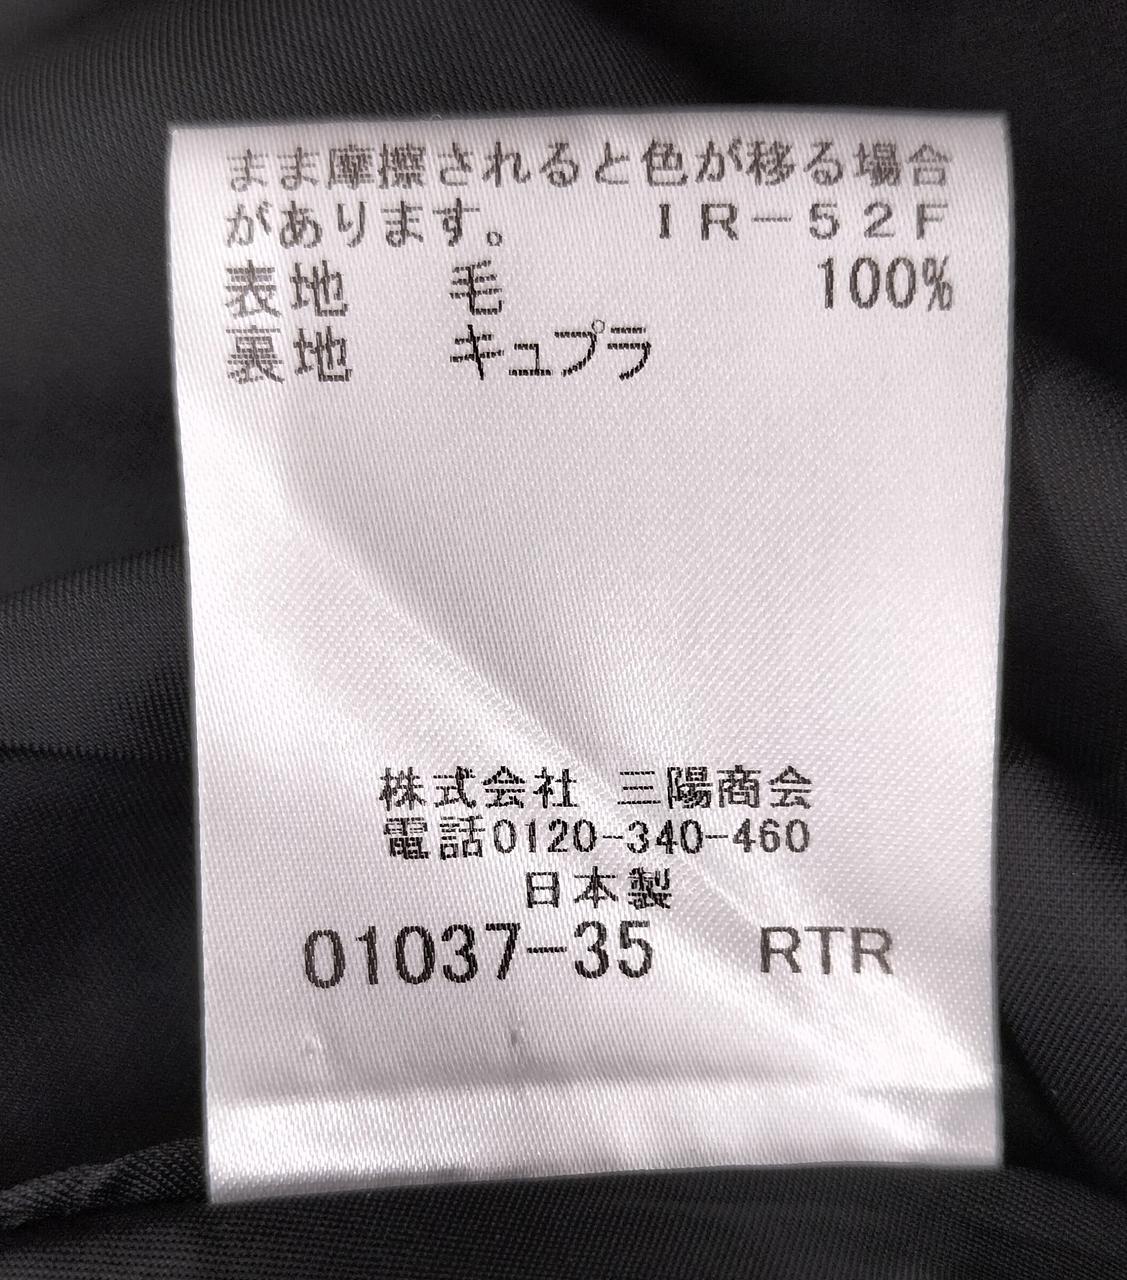 まま摩擦されると色が移る場合
があります。 ＩＲ－５２Ｆ
表地 毛 100%
裏地 キュプラ
株式会社 三陽商会
電話0120-340-460
日本製
01037-35 RTR